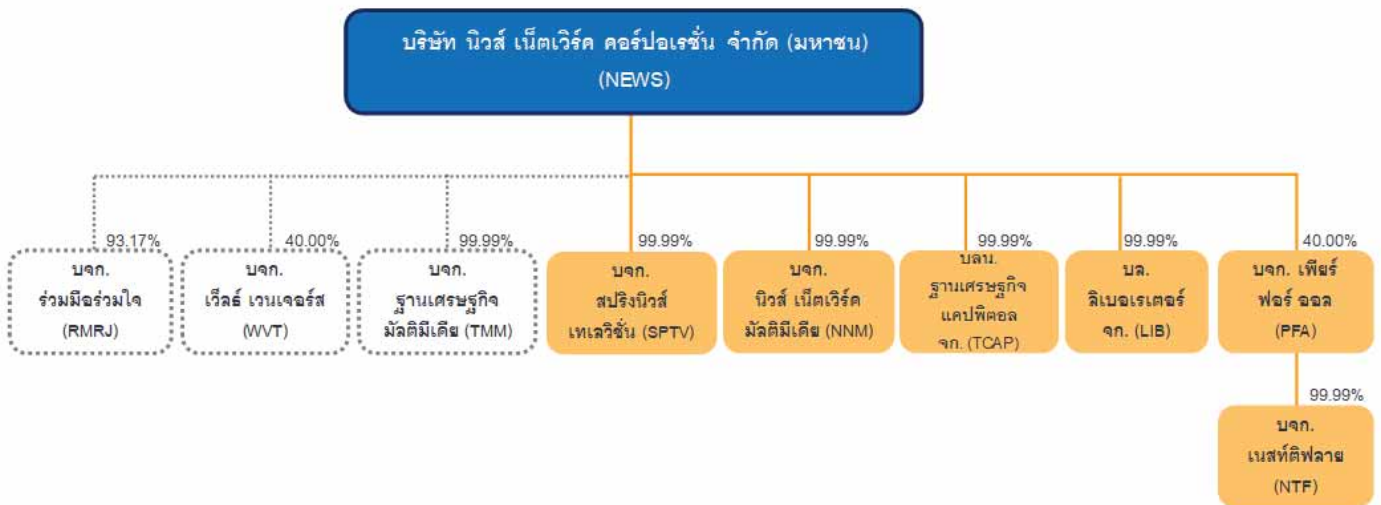 บริษัท นิวส์ เน็ตเวิร์ค คอร์ปอเรชั่น จำกัด (มหาชน)
(NEWS)
93.17%
บจก.
ร่วมมือร่วมใจ
(RMRJ)
40.00%
บจก.
เว็ลธ์ เวนเจอร์ส
(WVT)
99.99%
บจก.
ฐานเศรษฐกิจ
มัลติมีเดีย (TMM)
99.99%
บจก.
สปริงนิวส์
เทเลวิชั่น (SPTV)
99.99%
บจก.
นิวส์ เน็ตเวิร์ค
มัลติมีเดีย (NNM)
99.99%
บลน.
ฐานเศรษฐกิจ
แคปพิตอล
จก. (TCAP)
99.99%
บล.
ลิเบอเรเตอร์
จก. (LIB)
40.00%
บจก. เพียร์
ฟอร์ ออล
(PFA)
99.99%
บจก.
เนสท์ติฟลาย
(NTF)